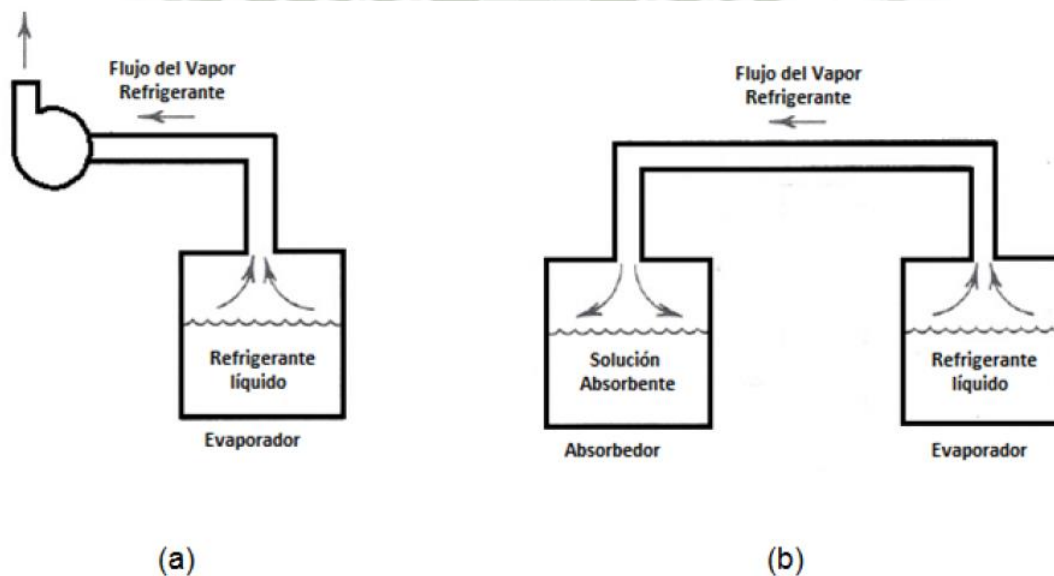 Flujo del Vapor
Refrigerante
Refrigerante
líquido
Evaporador
(a)
Flujo del Vapor
Refrigerante
Solución
Absorbente
Absorbedor
Refrigerante
líquido
Evaporador
(b)